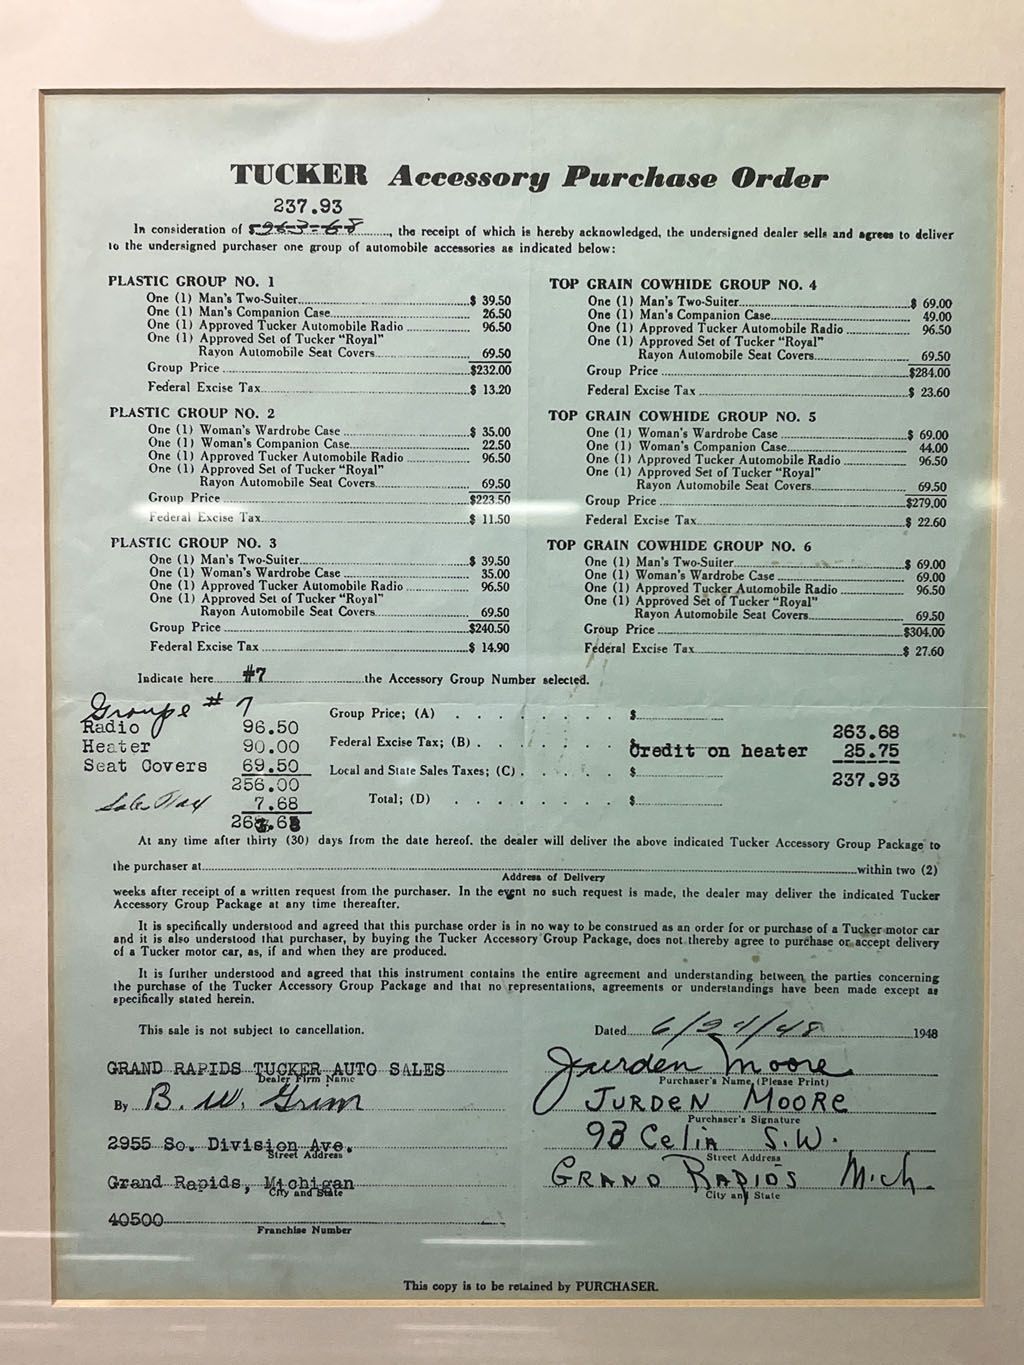 TUCKER Accessory Purchase Order
237.93
In consideration of $263.68, the receipt of which is hereby acknowledged, the undersigned dealer sells and agrees to deliver
to the undersigned purchaser one group of automobile accessories as indicated below:
PLASTIC GROUP NO. 1
One (1) Man's Two-Suiter $ 39.50
One (1) Man's Companion Case 26.50
One (1) Approved Tucker Automobile Radio 96.50
One (1) Approved Set of Tucker "Royal"
Rayon Automobile Seat Covers 69.50
Group Price $232.00
Federal Excise Tax $ 13.20
PLASTIC GROUP NO. 2
One (1) Woman's Wardrobe Case $ 35.00
One (1) Woman's Companion Case 22.50
One (1) Approved Tucker Automobile Radio 96.50
One (1) Approved Set of Tucker "Royal"
Rayon Automobile Seat Covers 69.50
Group Price $223.50
Federal Excise Tax $ 11.50
PLASTIC GROUP NO. 3
One (1) Man's Two-Suiter $ 39.50
One (1) Woman's Wardrobe Case 35.00
One (1) Approved Tucker Automobile Radio 96.50
One (1) Approved Set of Tucker "Royal"
Rayon Automobile Seat Covers 69.50
Group Price $240.50
Federal Excise Tax $ 14.90
TOP GRAIN COWHIDE GROUP NO. 4
One (1) Man's Two-Suiter $ 69.00
One (1) Man's Companion Case 49.00
One (1) Approved Tucker Automobile Radio 96.50
One (1) Approved Set of Tucker "Royal"
Rayon Automobile Seat Covers 69.50
Group Price $284.00
Federal Excise Tax $ 23.60
TOP GRAIN COWHIDE GROUP NO. 5
One (1) Woman's Wardrobe Case $ 69.00
One (1) Woman's Companion Case 44.00
One (1) Approved Tucker Automobile Radio 96.50
One (1) Approved Set of Tucker "Royal"
Rayon Automobile Seat Covers 69.50
Group Price $279.00
Federal Excise Tax $ 22.60
TOP GRAIN COWHIDE GROUP NO. 6
One (1) Man's Two-Suiter $ 69.00
One (1) Woman's Wardrobe Case 69.00
One (1) Approved Tucker Automobile Radio 96.50
One (1) Approved Set of Tucker "Royal"
Rayon Automobile Seat Covers 69.50
Group Price $304.00
Federal Excise Tax $ 27.60
Indicate here #7 the Accessory Group Number selected.
Groupe # 7
Radio 96.50
Heater 90.00
Seat Covers 69.50
256.00
Sales Tax 7.68
263.68
Group Price; (A) $
Federal Excise Tax; (B) $
Local and State Sales Taxes; (C) $
Total; (D) $
263.68
Credit on heater 25.75
237.93
At any time after thirty (30) days from the date hereof, the dealer will deliver the above indicated Tucker Accessory Group Package to
the purchaser at within two (2)
Address of Delivery
weeks after receipt of a written request from the purchaser. In the event no such request is made, the dealer may deliver the indicated Tucker
Accessory Group Package at any time thereafter.
It is specifically understood and agreed that this purchase order is in no way to be construed as an order for or purchase of a Tucker motor car
and it is also understood that purchaser, by buying the Tucker Accessory Group Package, does not thereby agree to purchase or accept delivery
of a Tucker motor car, as, if and when they are produced.
It is further understood and agreed that this instrument contains the entire agreement and understanding between the parties concerning
the purchase of the Tucker Accessory Group Package and that no representations, agreements or understandings have been made except as
specifically stated herein.
This sale is not subject to cancellation.
Dated 6/24/48 1948
GRAND RAPIDS TUCKER AUTO SALES
Dealer Firm Name
By B. W. Grim
2955 So. Division Ave.
Street Address
Grand Rapids, Michigan
City and State
40500
Franchise Number
Jurden Moore
Purchaser's Name (Please Print)
JURDEN MOORE
Purchaser's Signature
93 Celia S.W.
Street Address
GRAND RAPIDS Mich.
City and State
This copy is to be retained by PURCHASER.